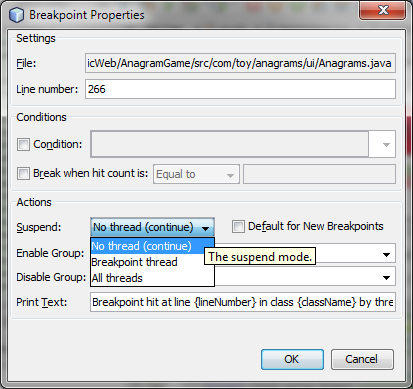 Breakpoint Properties
Settings
File: icWeb/AnagramGame/src/com/toy/anagrams/ui/Anagrams.java
Line number: 266
Conditions
Condition:
Break when hit count is: Equal to
Actions
Suspend: No thread (continue) Default for New Breakpoints
No thread (continue)
Enable Group:
Breakpoint thread
The suspend mode.
Disable Group: All threads
Print Text: Breakpoint hit at line {lineNumber} in class {className} by thre
OK Cancel